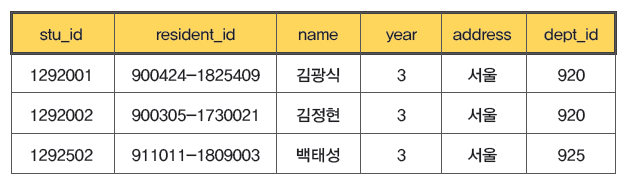 stu_id resident_id name year address dept_id
1292001 900424-1825409 김광식 3 서울 920
1292002 900305-1730021 김정현 3 서울 920
1292502 911011-1809003 백태성 3 서울 925